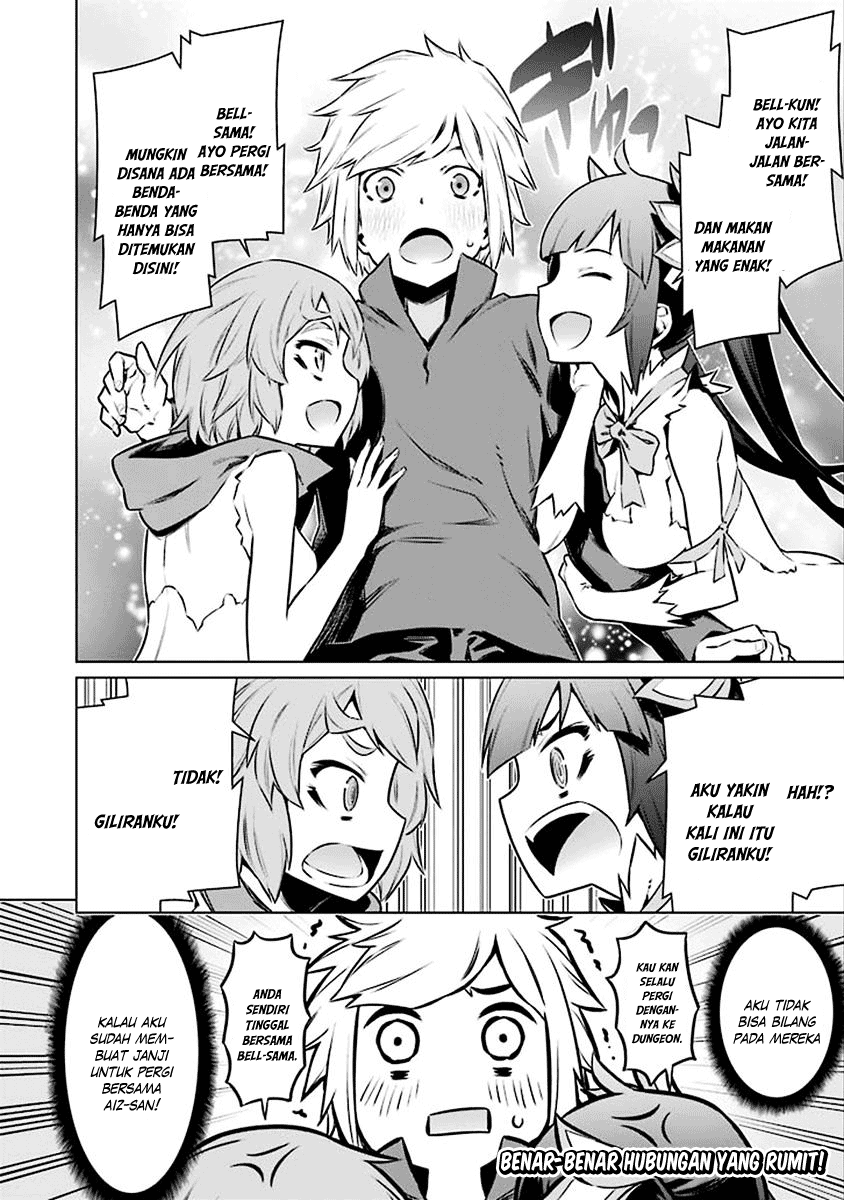 BELL-
KUN!
AYO KITA
JALAN-
JALAN BER-
SAMA!
DAN MAKAN
MAKANAN
YANG ENAK!
ギュッ
BELL-
SAMA!
AYO PERGI
BERSAMA!
MUNGKIN
DISANA ADA
BENDA-
BENDA YANG
HANYA BISA
DITEMUKAN
DISINI!
HAH!?
AKU YAKIN
KALAU
KALI INI ITU
GILIRANKU!
TIDAK!
GILIRANKU!
AKU TIDAK
BISA BILANG
PADA MEREKA
KAU KAN
SELALU
PERGI
DENGAN-
NYA KE
DUNGEON.
ANDA
SENDIRI
TINGGAL
BERSAMA
BELL-SAMA.
KALAU AKU
SUDAH MEM-
BUAT JANJI
UNTUK PERGI
BERSAMA
AIZ-SAN!
BENAR-BENAR HUBUNGAN YANG RUMIT!